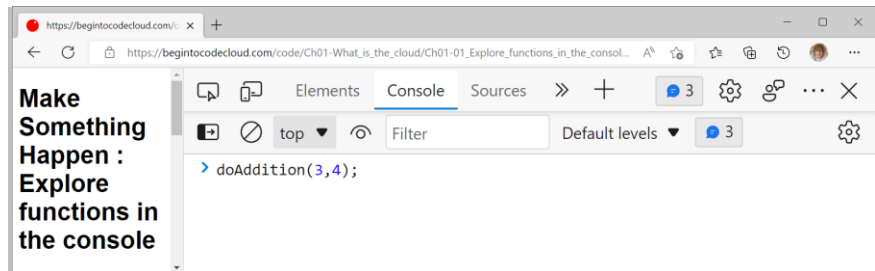 https://begintocodecloud.com/c
https://begintocodecloud.com/code/Ch01-What_is_the_cloud/Ch01-01_Explore_functions_in_the_consol...
Make
Something
Happen :
Explore
functions in
the console
Elements Console Sources 3
top Filter Default levels 3
> doAddition(3,4);